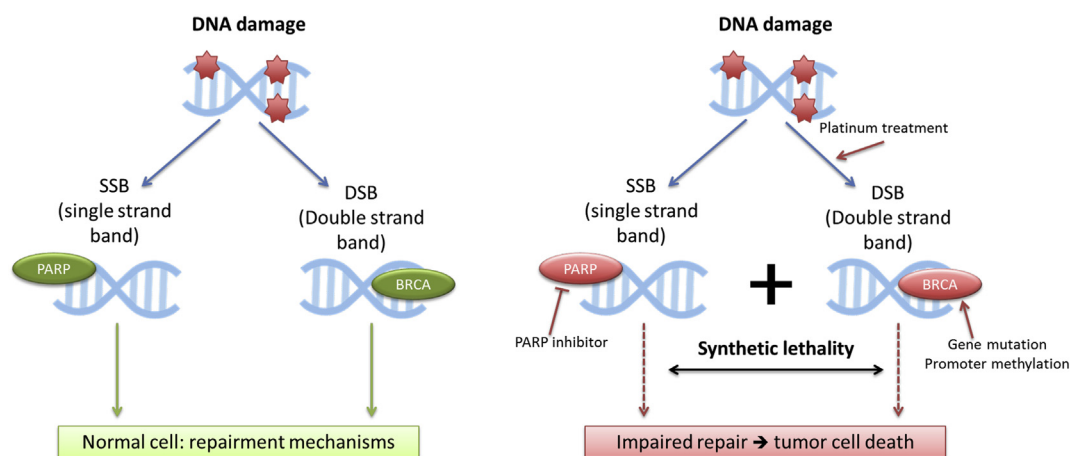 DNA damage
SSB
(single strand
band)
DSB
(Double strand
band)
PARP
BRCA
Normal cell: repairment mechanisms
DNA damage
Platinum treatment
SSB
(single strand
band)
DSB
(Double strand
band)
PARP
BRCA
PARP inhibitor
Synthetic lethality
Gene mutation
Promoter methylation
Impaired repair → tumor cell death